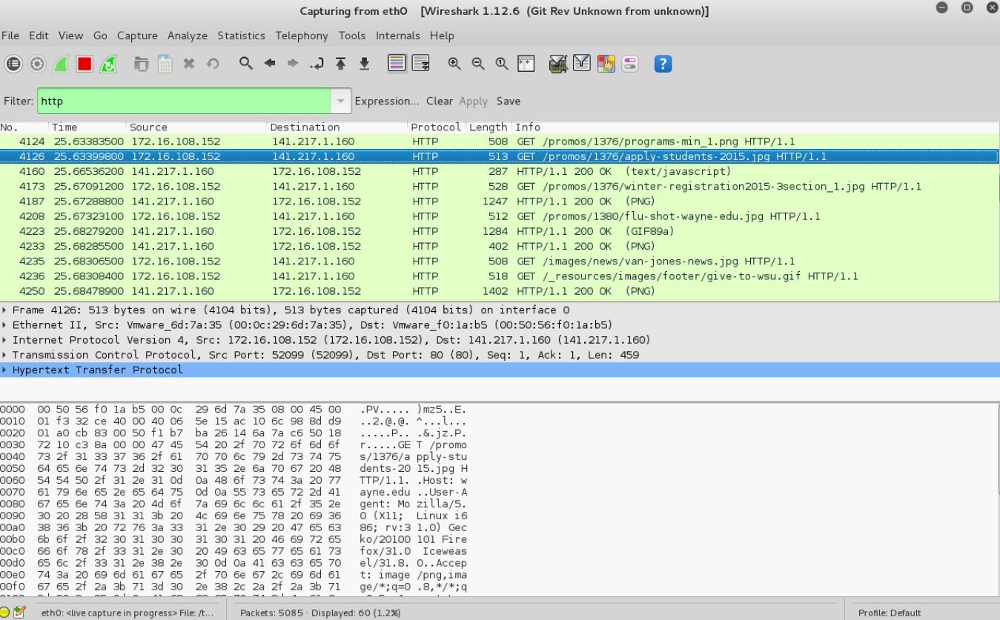 Capturing from eth0 [Wireshark 1.12.6 (Git Rev Unknown from unknown)]
File Edit View Go Capture Analyze Statistics Telephony Tools Internals Help
Filter: http Expression... Clear Apply Save
No. Time Source Destination Protocol Length Info
4124 25.63383500 172.16.108.152 141.217.1.160 HTTP 508 GET /promos/1376/programs-min_1.png HTTP/1.1
4126 25.63399800 172.16.108.152 141.217.1.160 HTTP 513 GET /promos/1376/apply-students-2015.jpg HTTP/1.1
4160 25.66536200 141.217.1.160 172.16.108.152 HTTP 287 HTTP/1.1 200 OK (text/javascript)
4173 25.67091200 172.16.108.152 141.217.1.160 HTTP 528 GET /promos/1376/winter-registration2015-3section_1.jpg HTTP/1.1
4187 25.67288800 141.217.1.160 172.16.108.152 HTTP 1247 HTTP/1.1 200 OK (PNG)
4208 25.67323100 172.16.108.152 141.217.1.160 HTTP 512 GET /promos/1380/flu-shot-wayne-edu.jpg HTTP/1.1
4223 25.68279200 141.217.1.160 172.16.108.152 HTTP 1284 HTTP/1.1 200 OK (GIF89a)
4233 25.68285500 141.217.1.160 172.16.108.152 HTTP 402 HTTP/1.1 200 OK (PNG)
4235 25.68306500 172.16.108.152 141.217.1.160 HTTP 508 GET /images/news/van-jones-news.jpg HTTP/1.1
4236 25.68308400 172.16.108.152 141.217.1.160 HTTP 518 GET /_resources/images/footer/give-to-wsu.gif HTTP/1.1
4250 25.68478900 141.217.1.160 172.16.108.152 HTTP 1402 HTTP/1.1 200 OK (PNG)
Frame 4126: 513 bytes on wire (4104 bits), 513 bytes captured (4104 bits) on interface 0
Ethernet II, Src: Vmware_6d:7a:35 (00:0c:29:6d:7a:35), Dst: Vmware_f0:1a:b5 (00:50:56:f0:1a:b5)
Internet Protocol Version 4, Src: 172.16.108.152 (172.16.108.152), Dst: 141.217.1.160 (141.217.1.160)
Transmission Control Protocol, Src Port: 52099 (52099), Dst Port: 80 (80), Seq: 1, Ack: 1, Len: 459
Hypertext Transfer Protocol
0000 00 50 56 f0 1a b5 00 0c 29 6d 7a 35 08 00 45 00 .PV..... )mz5..E.
0010 01 f3 32 ce 40 00 40 06 5e 15 ac 10 6c 98 8d d9 ..2.@.@. ^...l...
0020 01 a0 cb 83 00 50 f1 b7 ba 26 14 6a 7a c6 50 18 .....P.. .&.jz.P.
0030 72 10 c3 8a 00 00 47 45 54 20 2f 70 72 6f 6d 6f r.....GE T /promo
0040 73 2f 31 33 37 36 2f 61 70 70 6c 79 2d 73 74 75 s/1376/a pply-stu
0050 64 65 6e 74 73 2d 32 30 31 35 2e 6a 70 67 20 48 dents-20 15.jpg H
0060 54 54 50 2f 31 2e 31 0d 0a 48 6f 73 74 3a 20 77 TTP/1.1. .Host: w
0070 61 79 6e 65 2e 65 64 75 0d 0a 55 73 65 72 2d 41 ayne.edu ..User-A
0080 67 65 6e 74 3a 20 4d 6f 7a 69 6c 6c 61 2f 35 2e gent: Mo zilla/5.
0090 30 20 28 58 31 31 3b 20 4c 69 6e 75 78 20 69 36 0 (X11; Linux i6
00a0 38 36 3b 20 72 76 3a 33 31 2e 30 29 20 47 65 63 86; rv:3 1.0) Gec
00b0 6b 6f 2f 32 30 31 30 30 31 30 31 20 46 69 72 65 ko/20100 101 Fire
00c0 66 6f 78 2f 33 31 2e 30 20 49 63 65 77 65 61 73 fox/31.0 Iceweas
00d0 65 6c 2f 33 31 2e 38 2e 30 0d 0a 41 63 63 65 70 el/31.8. 0..Accep
00e0 74 3a 20 69 6d 61 67 65 2f 70 6e 67 2c 69 6d 61 t: image /png,ima
00f0 67 65 2f 2a 3b 71 3d 30 2e 38 2c 2a 2f 2a 3b 71 ge/*;q=0 .8,*/*;q
eth0: <live capture in progress> File: /t... Packets: 5085 · Displayed: 60 (1.2%) Profile: Default